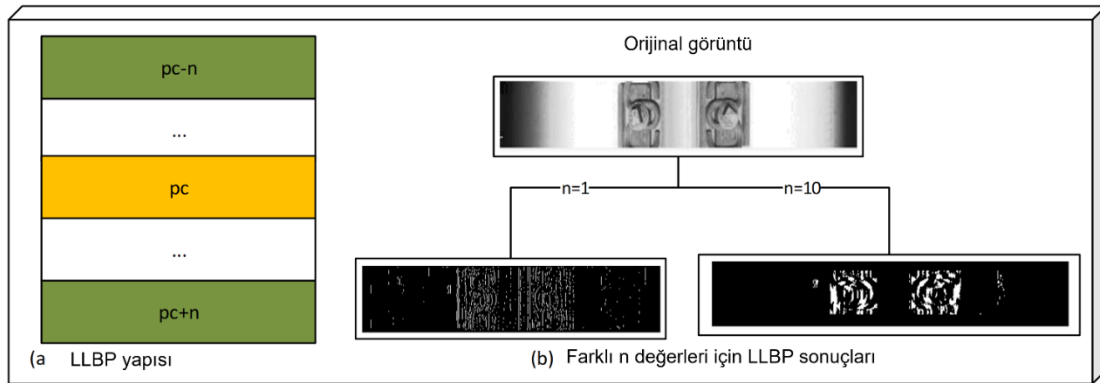 pc-n
...
pc
...
pc+n
(a LLBP yapısı
Orijinal görüntü
n=1
n=10
(b) Farklı n değerleri için LLBP sonuçları